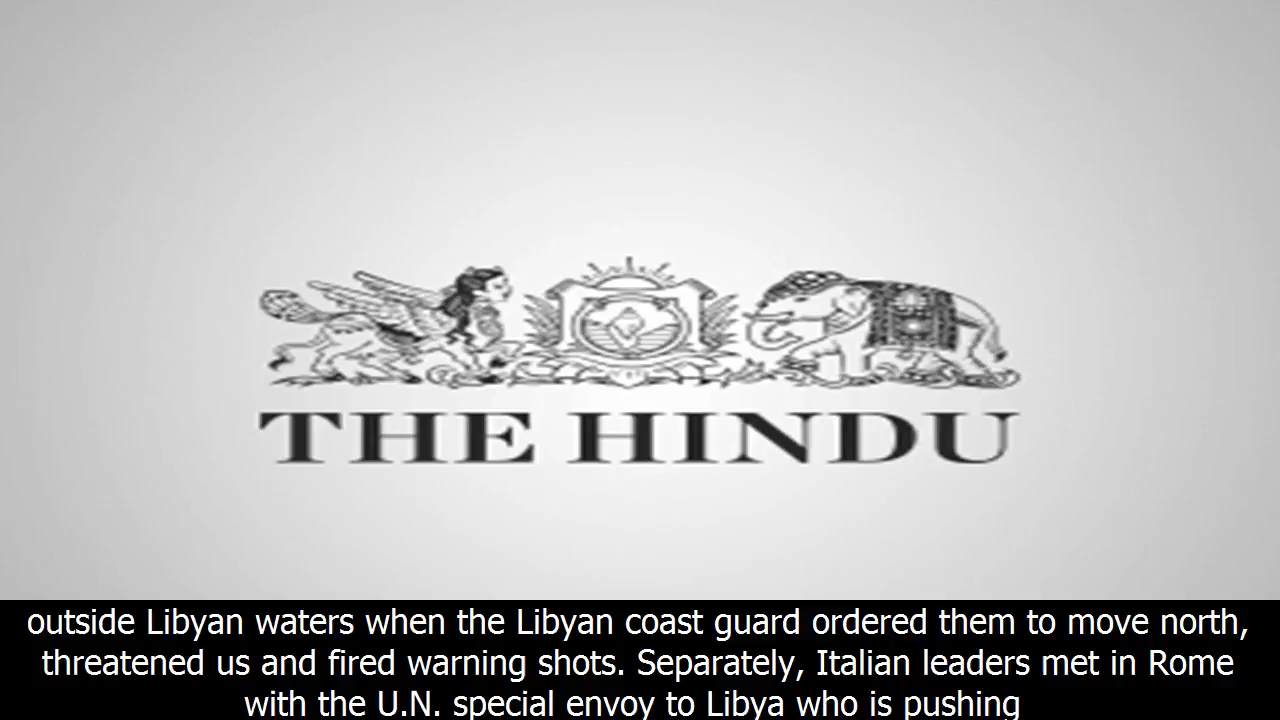 THE HINDU
outside Libyan waters when the Libyan coast guard ordered them to move north,
threatened us and fired warning shots. Separately, Italian leaders met in Rome
with the U.N. special envoy to Libya who is pushing